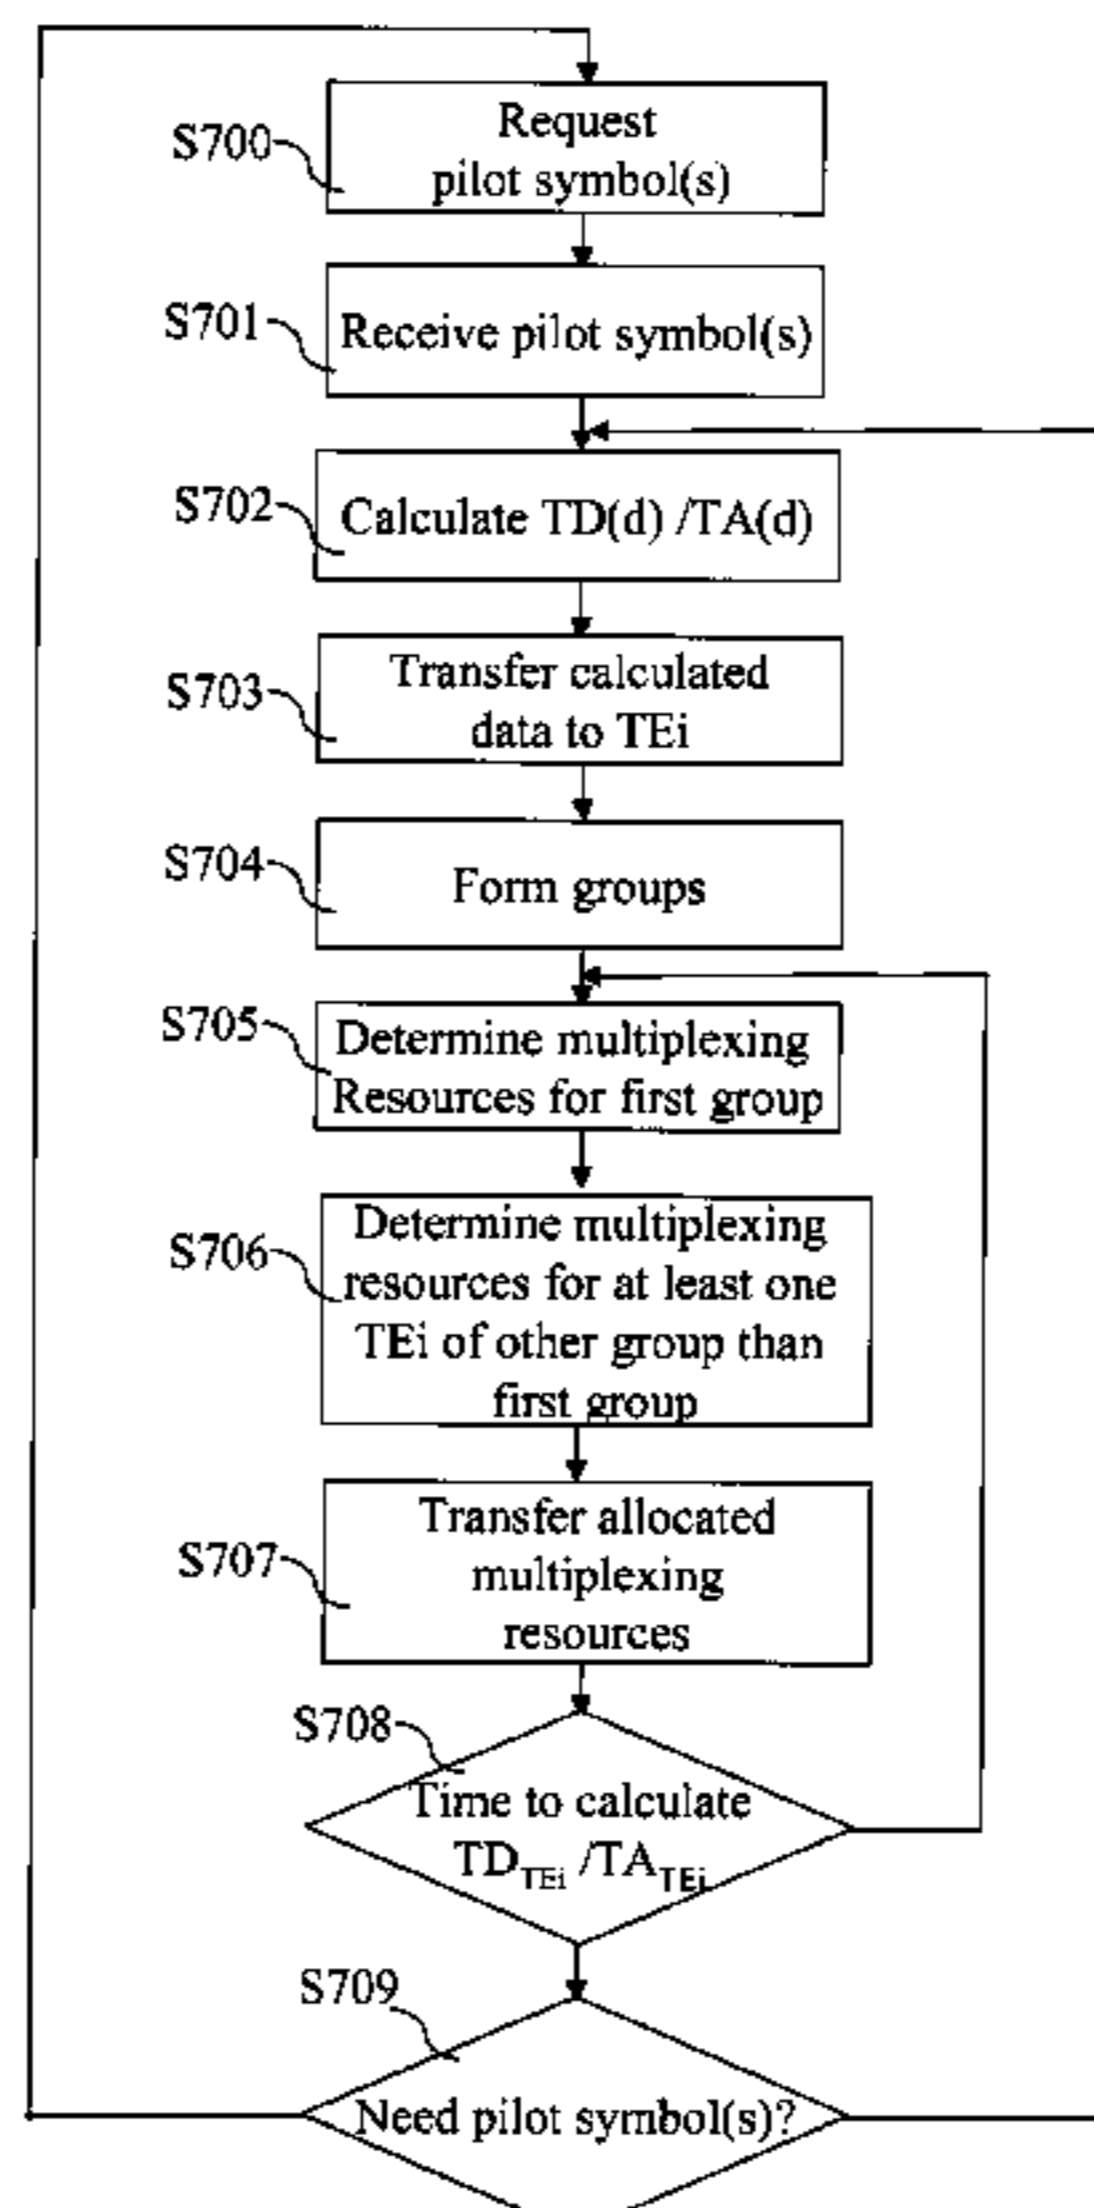 S700
Request
pilot symbol(s)
S701
Receive pilot symbol(s)
S702
Calculate TD(d) /TA(d)
S703
Transfer calculated
data to TEi
S704
Form groups
S705
Determine multiplexing
Resources for first group
S706
Determine multiplexing
resources for at least one
TEi of other group than
first group
S707
Transfer allocated
multiplexing
resources
S708
Time to calculate
TD_TEi /TA_TEi
S709
Need pilot symbol(s)?